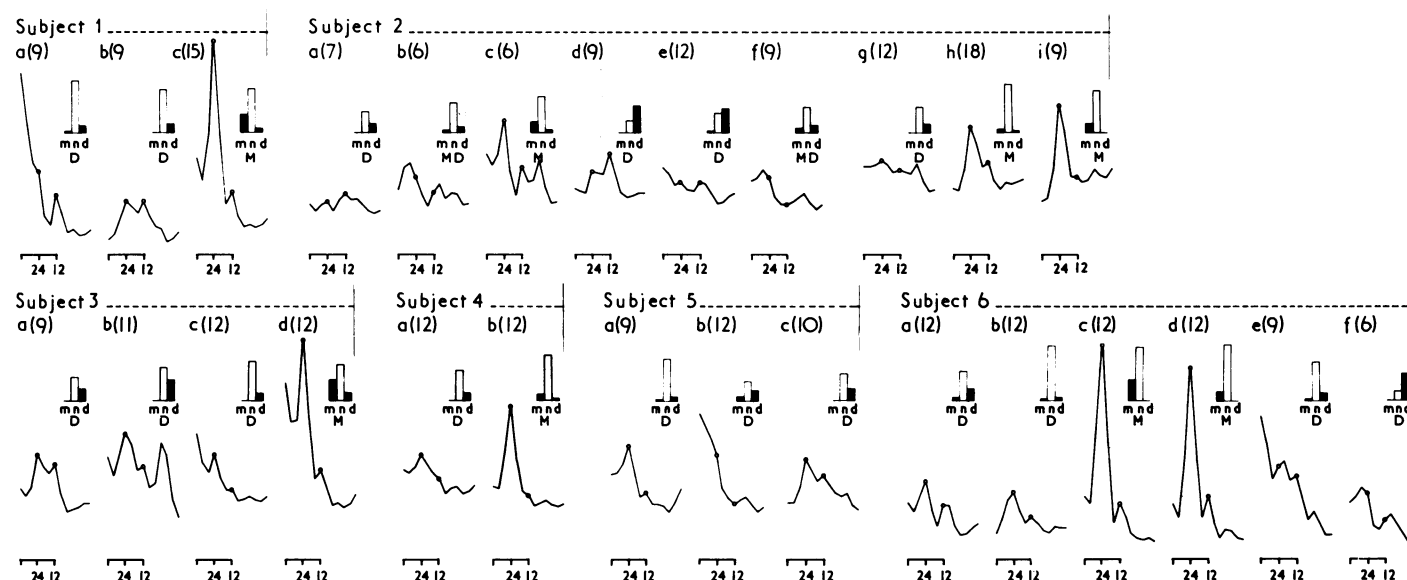 Subject 1 Subject 2
a(9) b(9 c(15) a(7) b(6) c(6) d(9) e(12) f(9) g(12) h(18) i(9)
mnd mnd mnd mnd mnd mnd mnd mnd mnd mnd mnd mnd
D D M D MD M D D MD D M M
24 12 24 12 24 12 24 12 24 12 24 12 24 12 24 12 24 12 24 12 24 12 24 12
Subject 3 Subject 4 Subject 5 Subject 6
a(9) b(11) c(12) d(12) a(12) b(12) a(9) b(12) c(10) a(12) b(12) c(12) d(12) e(9) f(6)
mnd mnd mnd mnd mnd mnd mnd mnd mnd mnd mnd mnd mnd mnd mnd
D D D M D M D D D D D M M D D
24 12 24 12 24 12 24 12 24 12 24 12 24 12 24 12 24 12 24 12 24 12 24 12 24 12 24 12 24 12